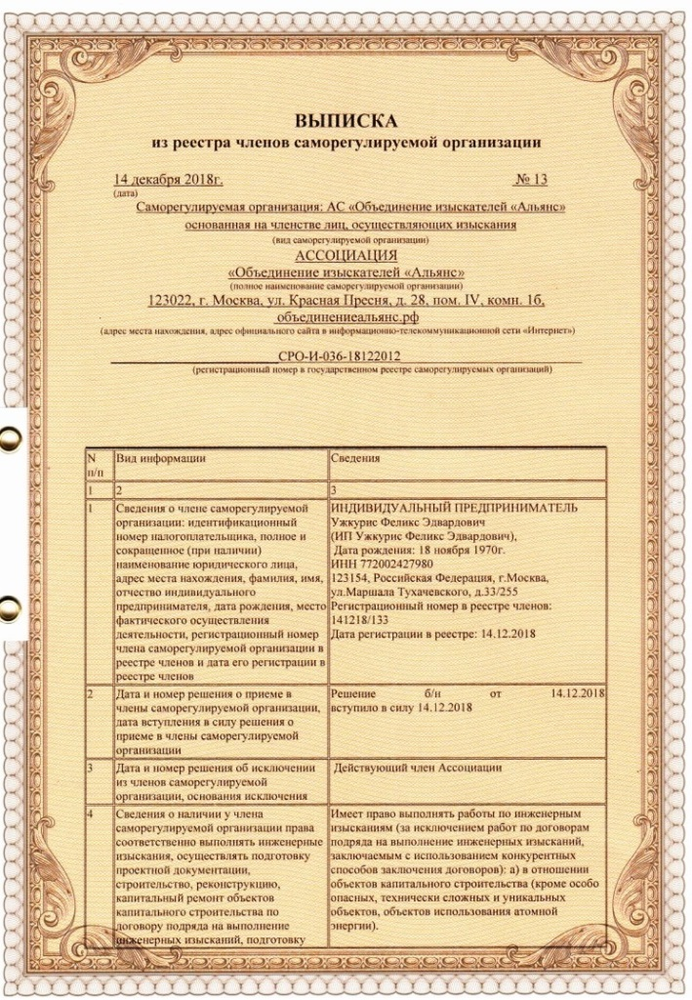 ВЫПИСКА
из реестра членов саморегулируемой организации
14 декабря 2018г. № 13
(дата)
Саморегулируемая организация: АС «Объединение изыскателей «Альянс»
основанная на членстве лиц, осуществляющих изыскания
(вид саморегулируемой организации)
АССОЦИАЦИЯ
«Объединение изыскателей «Альянс»
(полное наименование саморегулируемой организации)
123022, г. Москва, ул. Красная Пресня, д. 28, пом. IV, комн. 1б,
объединениеальянс.рф
(адрес места нахождения, адрес официального сайта в информационно-телекоммуникационной сети «Интернет»)
СРО-И-036-18122012
(регистрационный номер в государственном реестре саморегулируемых организаций)
N
п/п
Вид информации
Сведения
1
2
3
1
Сведения о члене саморегулируемой
организации: идентификационный
номер налогоплательщика, полное и
сокращенное (при наличии)
наименование юридического лица,
адрес места нахождения, фамилия, имя,
отчество индивидуального
предпринимателя, дата рождения, место
фактического осуществления
деятельности, регистрационный номер
члена саморегулируемой организации в
реестре членов и дата его регистрации в
реестре членов
ИНДИВИДУАЛЬНЫЙ ПРЕДПРИНИМАТЕЛЬ
Ужкурис Феликс Эдвардович
(ИП Ужкурис Феликс Эдвардович),
Дата рождения: 18 ноября 1970г.
ИНН 772002427980
123154, Российская Федерация, г.Москва,
ул.Маршала Тухачевского, д.33/255
Регистрационный номер в реестре членов:
141218/133
Дата регистрации в реестре: 14.12.2018
2
Дата и номер решения о приеме в
члены саморегулируемой организации,
дата вступления в силу решения о
приеме в члены саморегулируемой
организации
Решение б/н от 14.12.2018
вступило в силу 14.12.2018
3
Дата и номер решения об исключении
из членов саморегулируемой
организации, основания исключения
Действующий член Ассоциации
4
Сведения о наличии у члена
саморегулируемой организации права
соответственно выполнять инженерные
изыскания, осуществлять подготовку
проектной документации,
строительство, реконструкцию,
капитальный ремонт объектов
капитального строительства по
договору подряда на выполнение
инженерных изысканий, подготовку
Имеет право выполнять работы по инженерным
изысканиям (за исключением работ по договорам
подряда на выполнение инженерных изысканий,
заключаемым с использованием конкурентных
способов заключения договоров): а) в отношении
объектов капитального строительства (кроме особо
опасных, технически сложных и уникальных
объектов, объектов использования атомной
энергии).